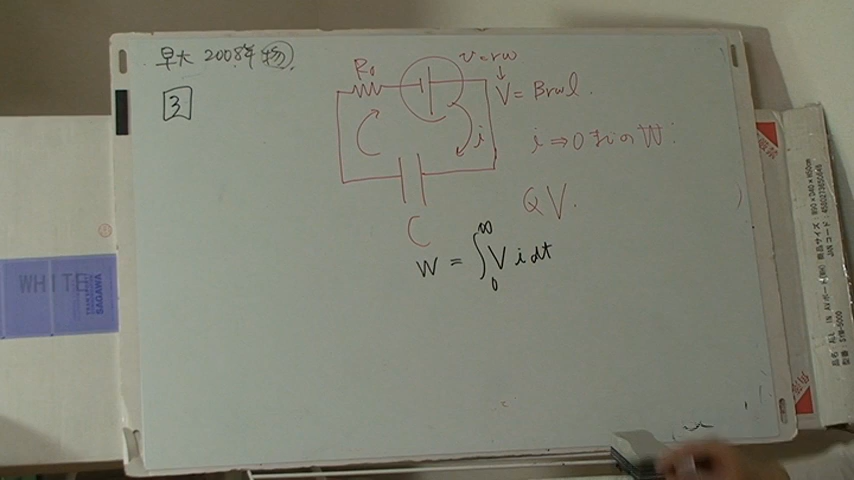 早大 2008年 物
3
R₀
v=rω
V = Brωl.
i
i ⇒ 0 までの W.
C
QV.
W = ∫₀^∞ V i dt
WHITE
SAGAWA